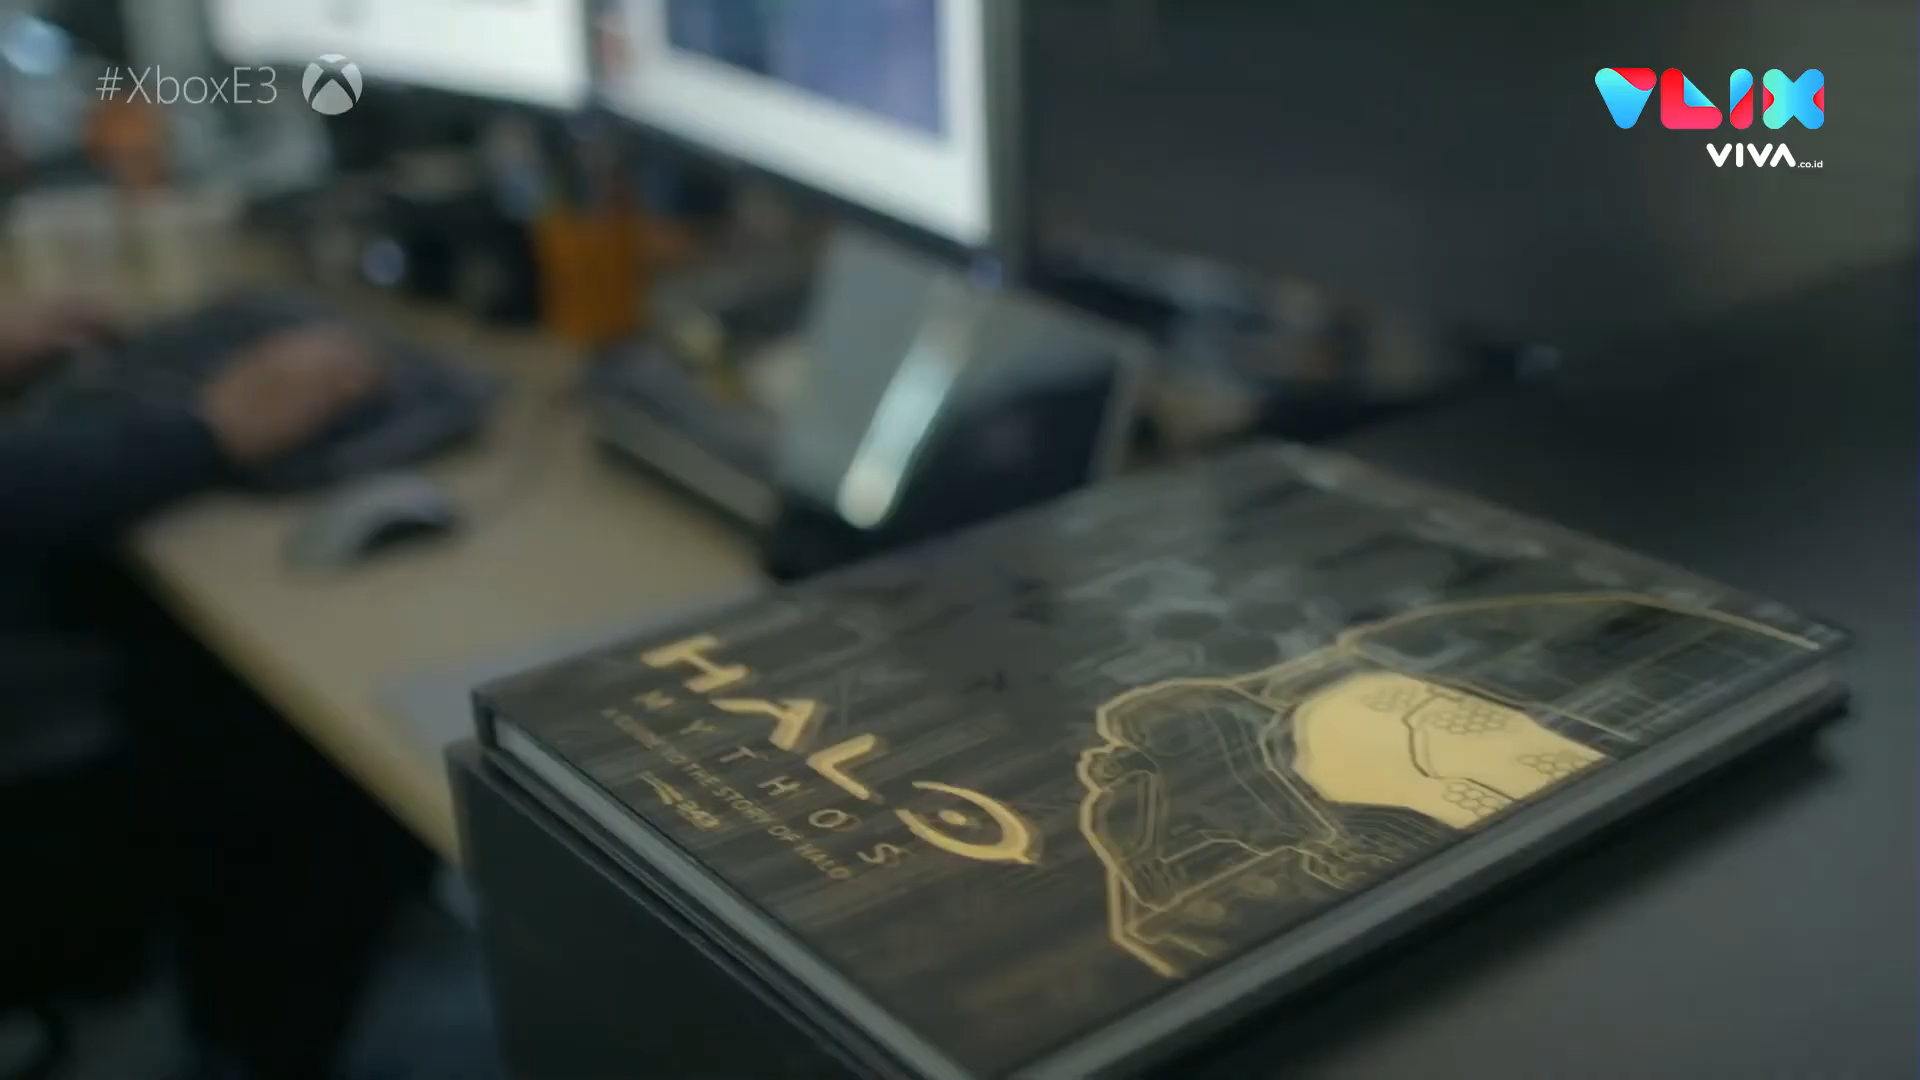 #XboxE3
VLIX
VIVA.co.id
HALO
MYTHOS
A GUIDE TO THE STORY OF HALO
343